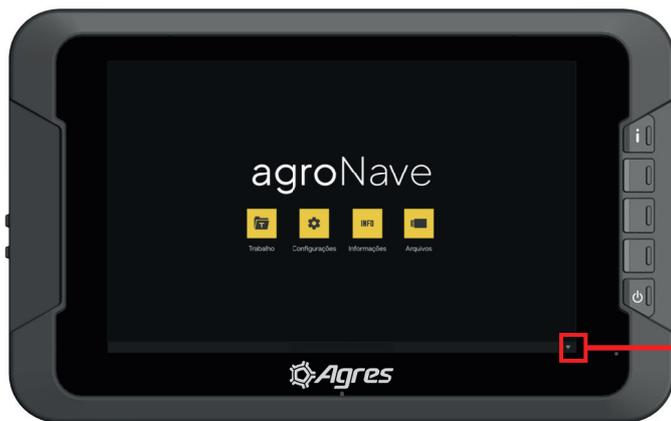 agroNave
INFO
Trabalho Configurações Informações Arquivos
i
Agres